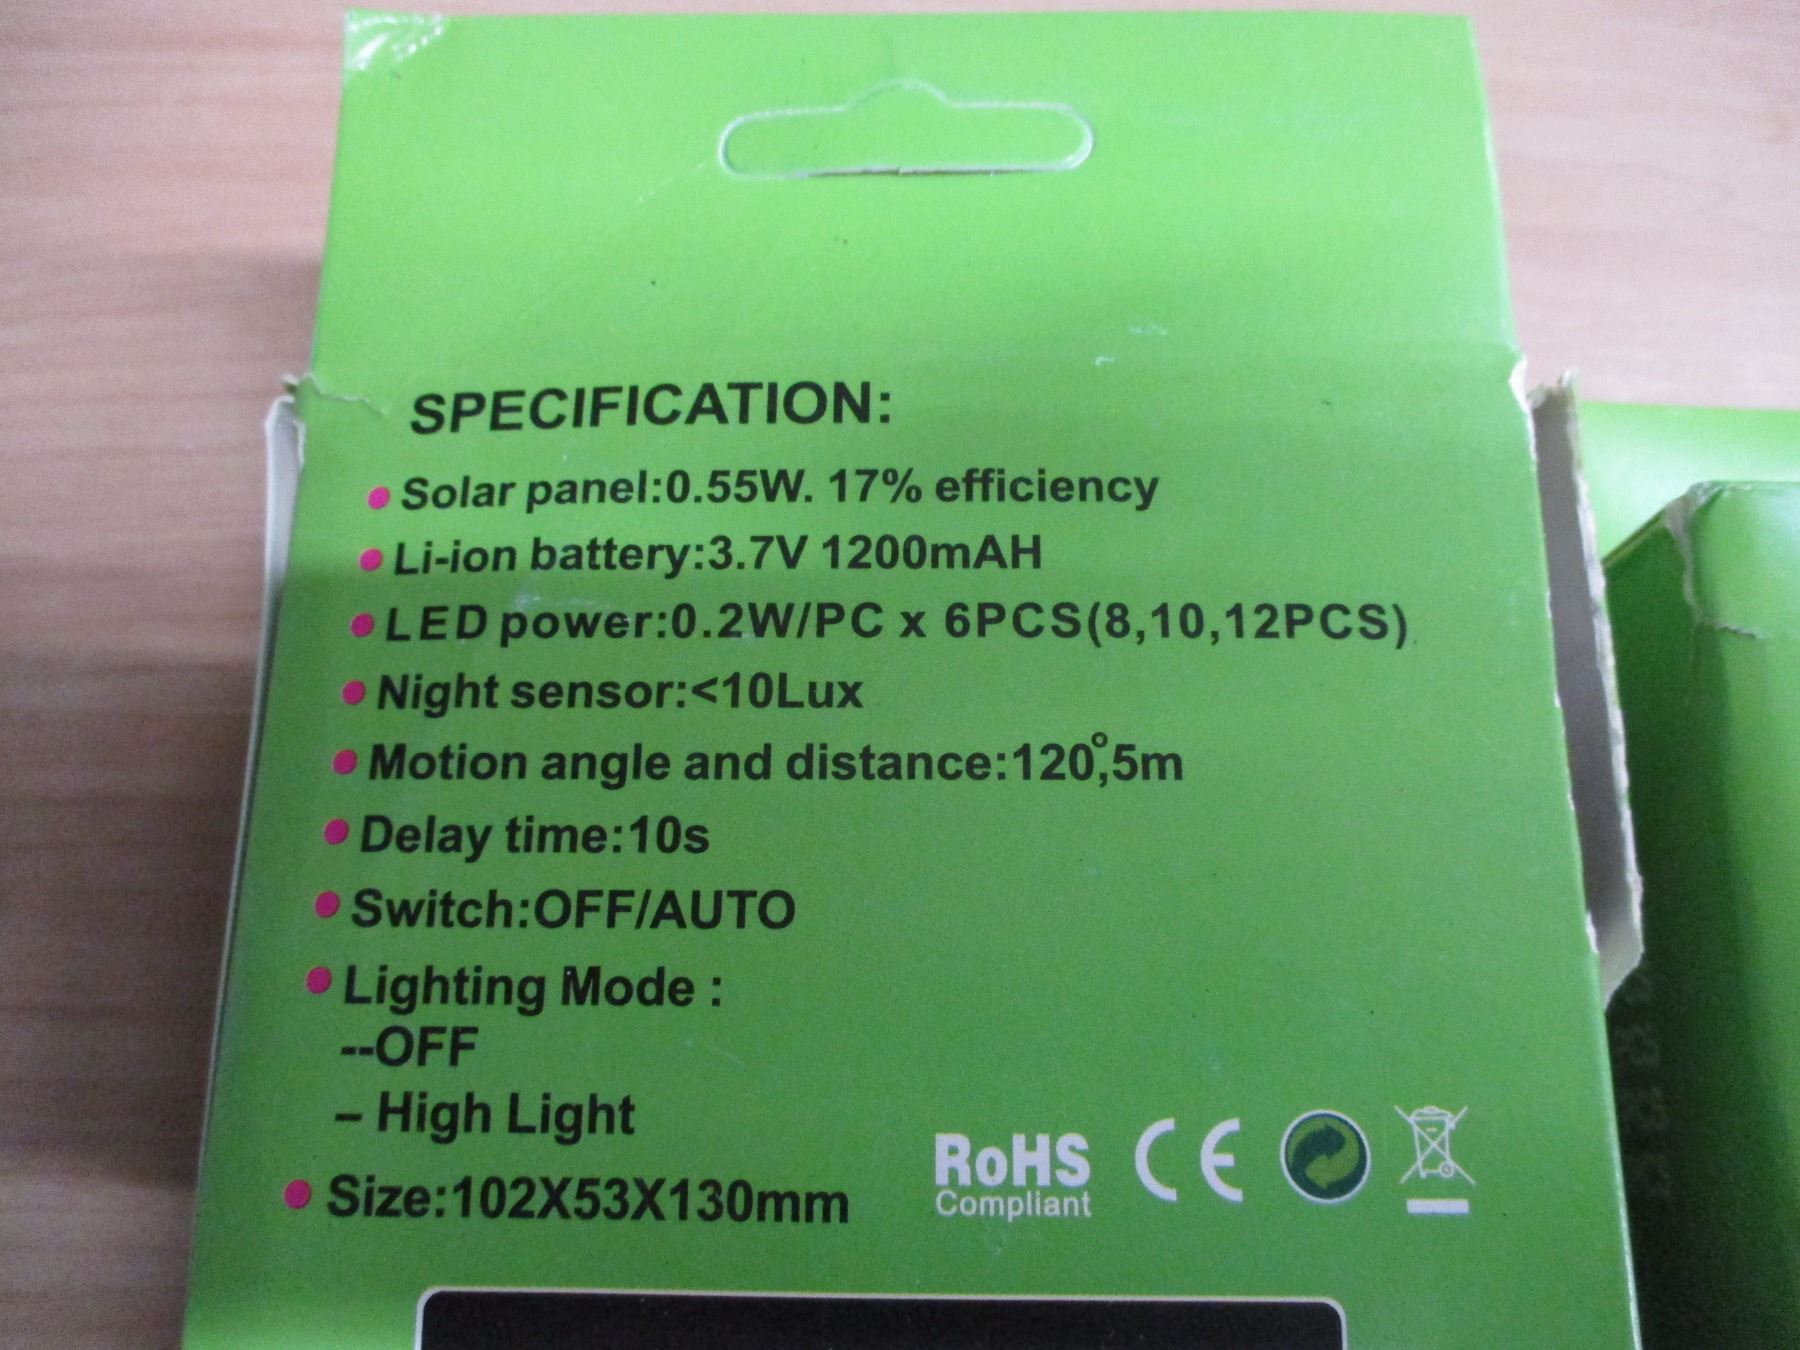 SPECIFICATION:
Solar panel:0.55W. 17% efficiency
Li-ion battery:3.7V 1200mAH
LED power:0.2W/PC x 6PCS(8,10,12PCS)
Night sensor:<10Lux
Motion angle and distance:120°,5m
Delay time:10s
Switch:OFF/AUTO
Lighting Mode :
--OFF
– High Light
Size:102X53X130mm
RoHS
Compliant
CE